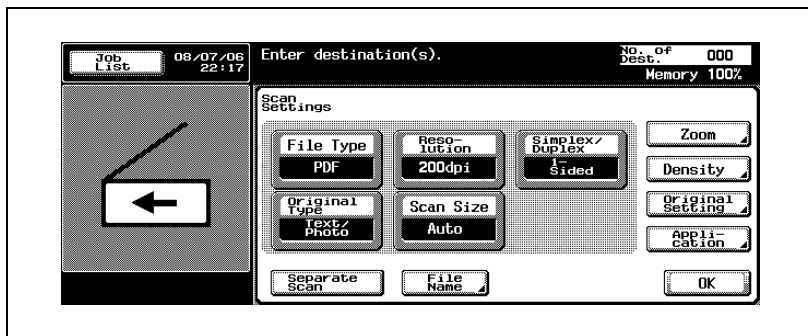 Job
List
08/07/06
22:17
Enter destination(s).
No. of
Dest.
000
Memory 100%
Scan
Settings
File Type
PDF
Reso-
lution
200dpi
Simplex/
Duplex
1-
Sided
Zoom
Density
Original
Type
Text/
Photo
Scan Size
Auto
Original
Setting
Appli-
cation
Separate
Scan
File
Name
OK